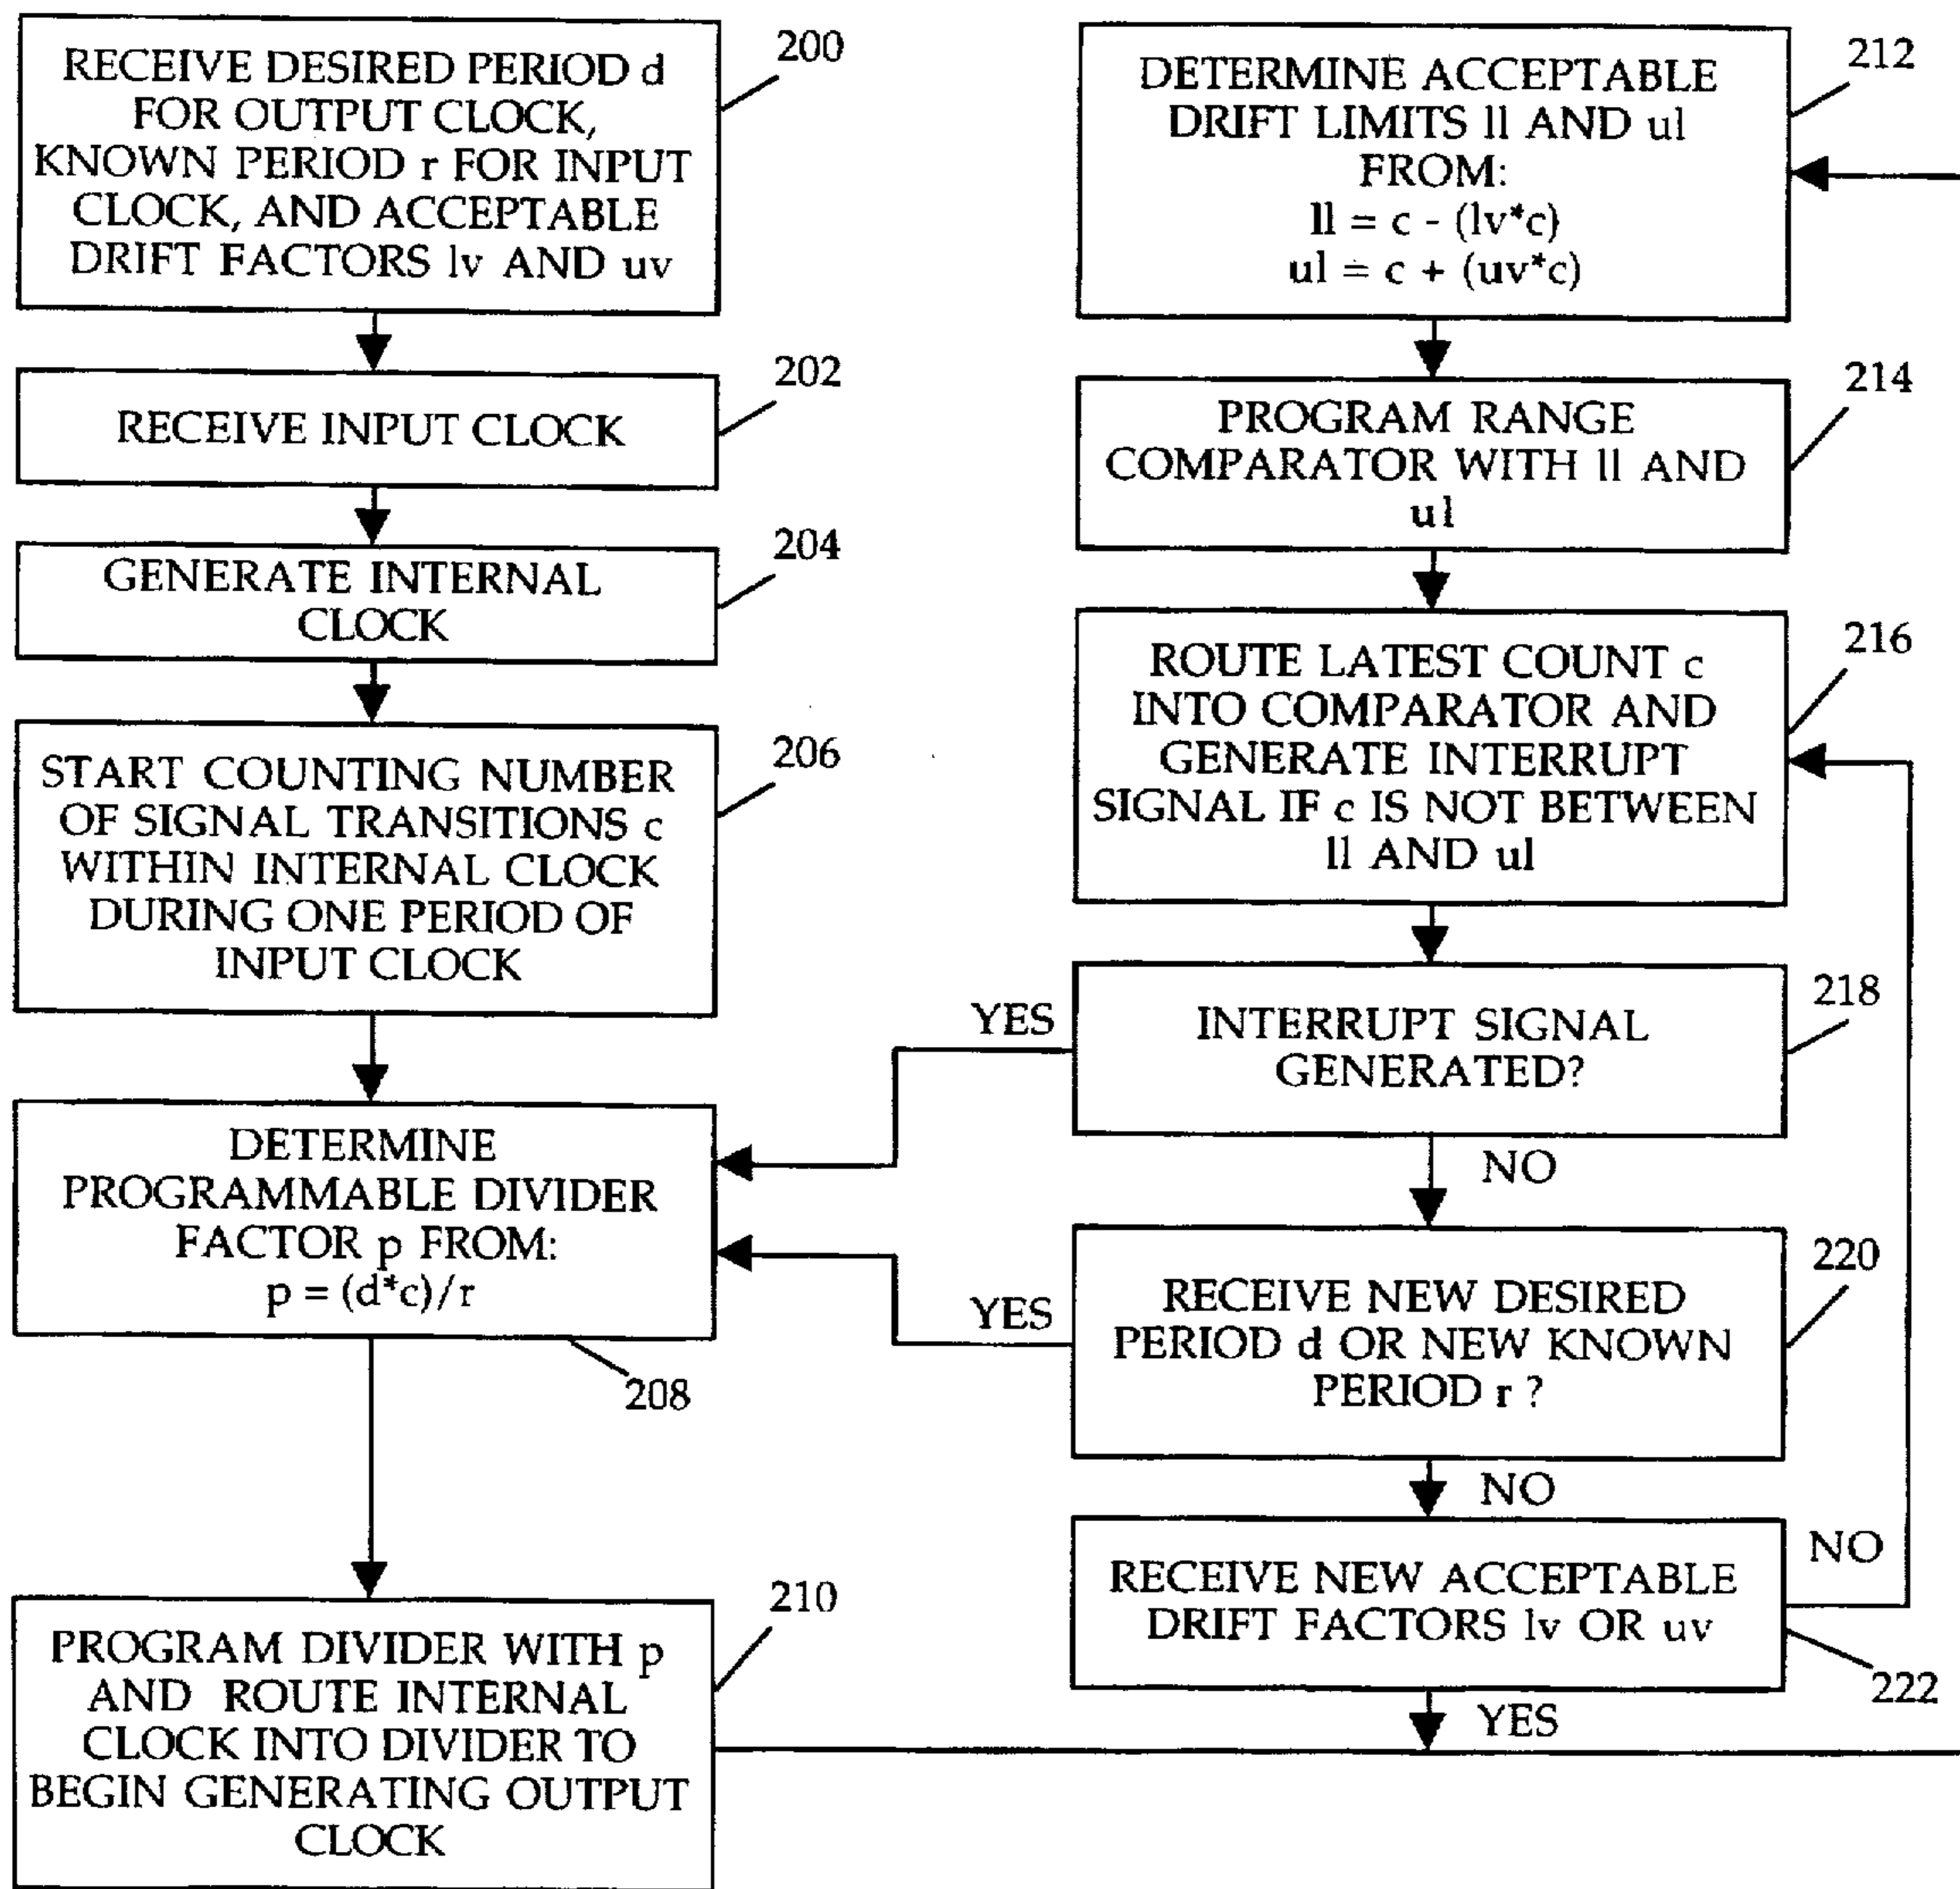 RECEIVE DESIRED PERIOD d
FOR OUTPUT CLOCK,
KNOWN PERIOD r FOR INPUT
CLOCK, AND ACCEPTABLE
DRIFT FACTORS lv AND uv
200
RECEIVE INPUT CLOCK
202
GENERATE INTERNAL
CLOCK
204
START COUNTING NUMBER
OF SIGNAL TRANSITIONS c
WITHIN INTERNAL CLOCK
DURING ONE PERIOD OF
INPUT CLOCK
206
DETERMINE
PROGRAMMABLE DIVIDER
FACTOR p FROM:
p = (d*c)/r
208
PROGRAM DIVIDER WITH p
AND ROUTE INTERNAL
CLOCK INTO DIVIDER TO
BEGIN GENERATING OUTPUT
CLOCK
210
DETERMINE ACCEPTABLE
DRIFT LIMITS ll AND ul
FROM:
ll = c - (lv*c)
ul = c + (uv*c)
212
PROGRAM RANGE
COMPARATOR WITH ll AND
ul
214
ROUTE LATEST COUNT c
INTO COMPARATOR AND
GENERATE INTERRUPT
SIGNAL IF c IS NOT BETWEEN
ll AND ul
216
INTERRUPT SIGNAL
GENERATED?
218
YES
NO
RECEIVE NEW DESIRED
PERIOD d OR NEW KNOWN
PERIOD r ?
220
YES
NO
RECEIVE NEW ACCEPTABLE
DRIFT FACTORS lv OR uv
222
NO
YES